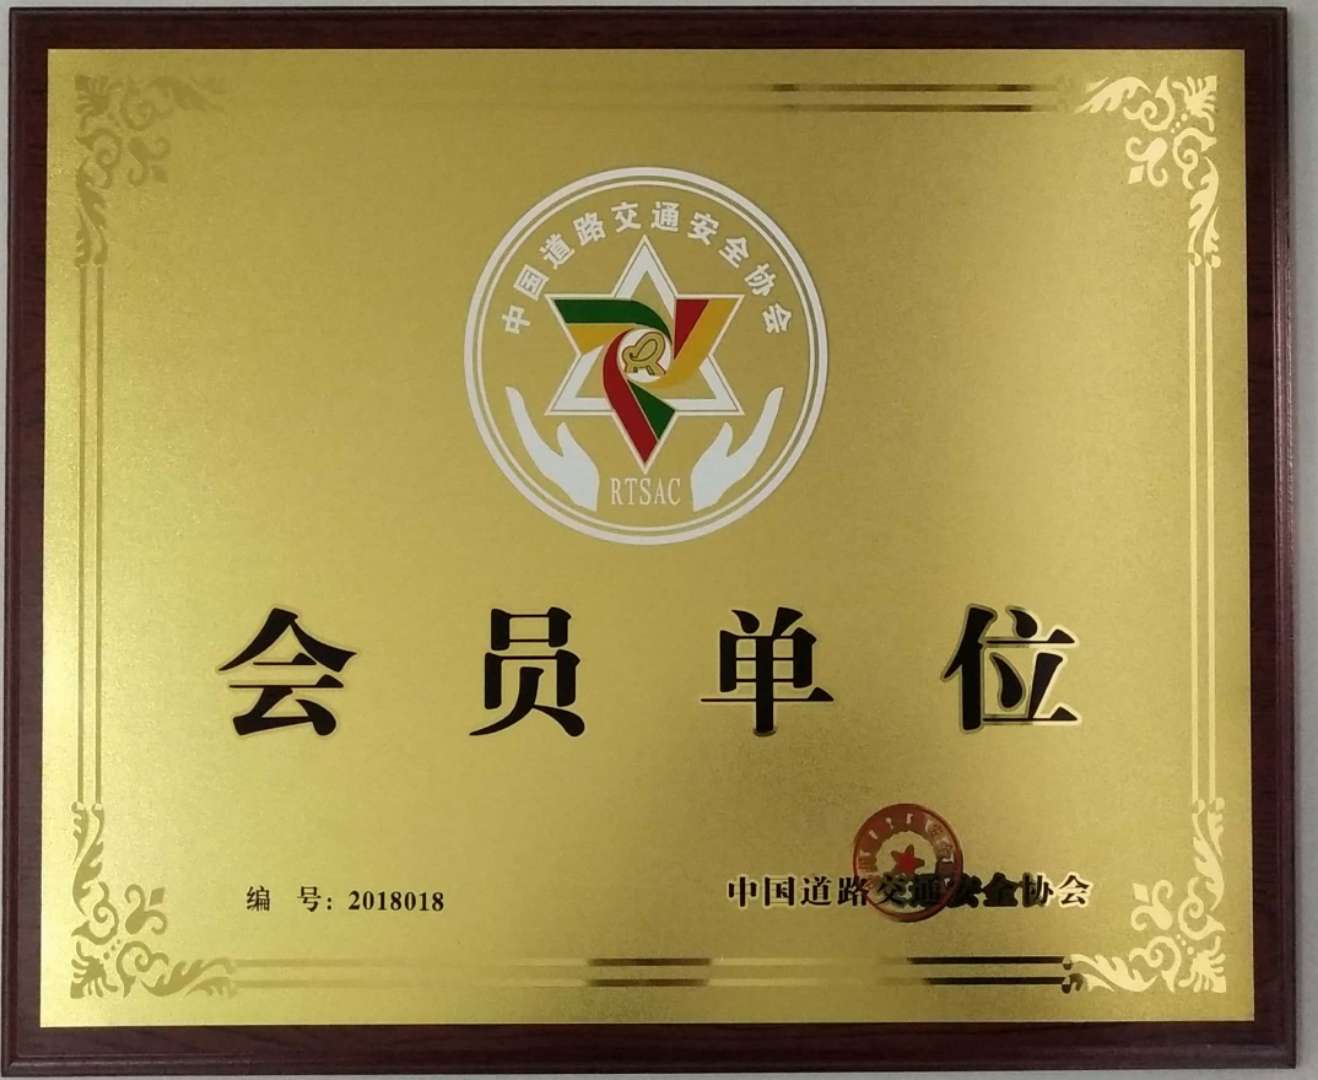 中国道路交通安全协会
RTSAC
会员单位
编 号: 2018018
中国道路交通安全协会